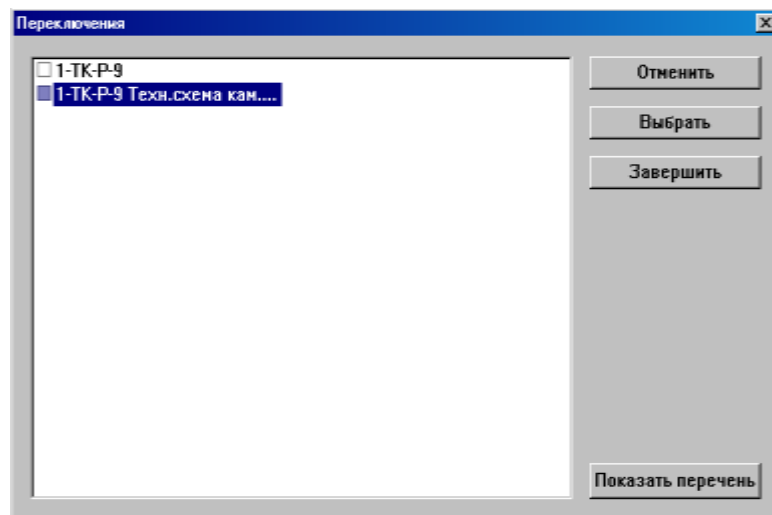 Переключения
1-ТК-Р-9
1-ТК-Р-9 Техн.схема кам....
Отменить
Выбрать
Завершить
Показать перечень